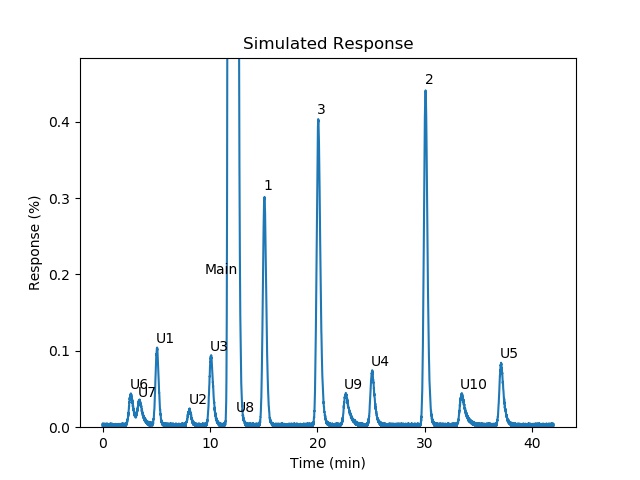 Simulated Response
Response (%)
0.4
0.3
0.2
0.1
0.0
2
3
1
Main
U1
U3
U6
U7
U2
U8
U9
U4
U10
U5
0
10
20
30
40
Time (min)